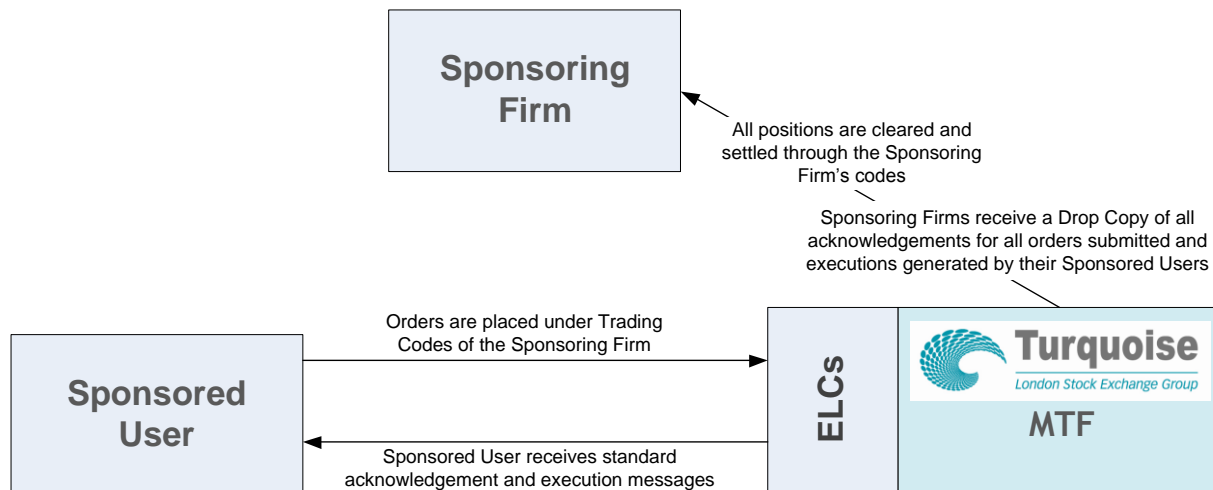 Sponsoring
Firm
All positions are cleared and
settled through the Sponsoring
Firm's codes
Sponsoring Firms receive a Drop Copy of all
acknowledgements for all orders submitted and
executions generated by their Sponsored Users
Orders are placed under Trading
Codes of the Sponsoring Firm
Sponsored
User
Sponsored User receives standard
acknowledgement and execution messages
ELCs
Turquoise
London Stock Exchange Group
MTF